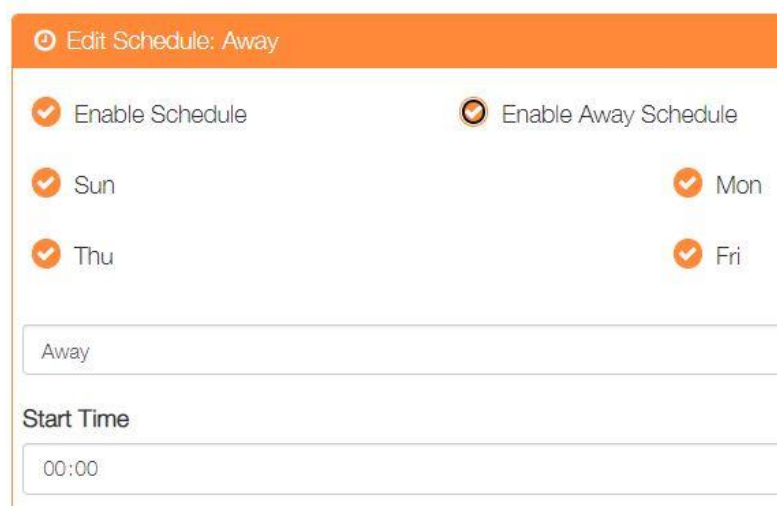 Edit Schedule: Away
Enable Schedule Enable Away Schedule
Sun Mon
Thu Fri
Away
Start Time
00:00